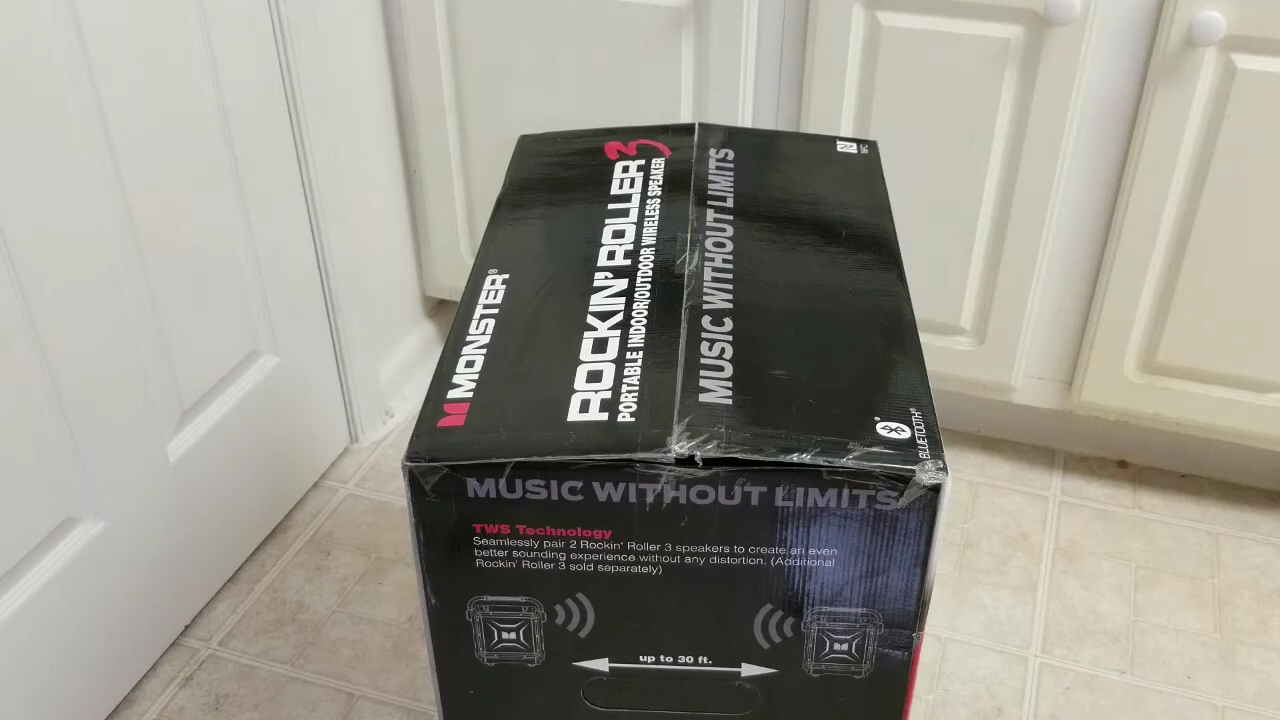 MONSTER®
ROCKIN' ROLLER 3
PORTABLE INDOOR/OUTDOOR WIRELESS SPEAKER
MUSIC WITHOUT LIMITS
NFC
BLUETOOTH®
MUSIC WITHOUT LIMITS
TWS Technology
Seamlessly pair 2 Rockin' Roller 3 speakers to create an even
better sounding experience without any distortion. (Additional
Rockin' Roller 3 sold separately)
up to 30 ft.